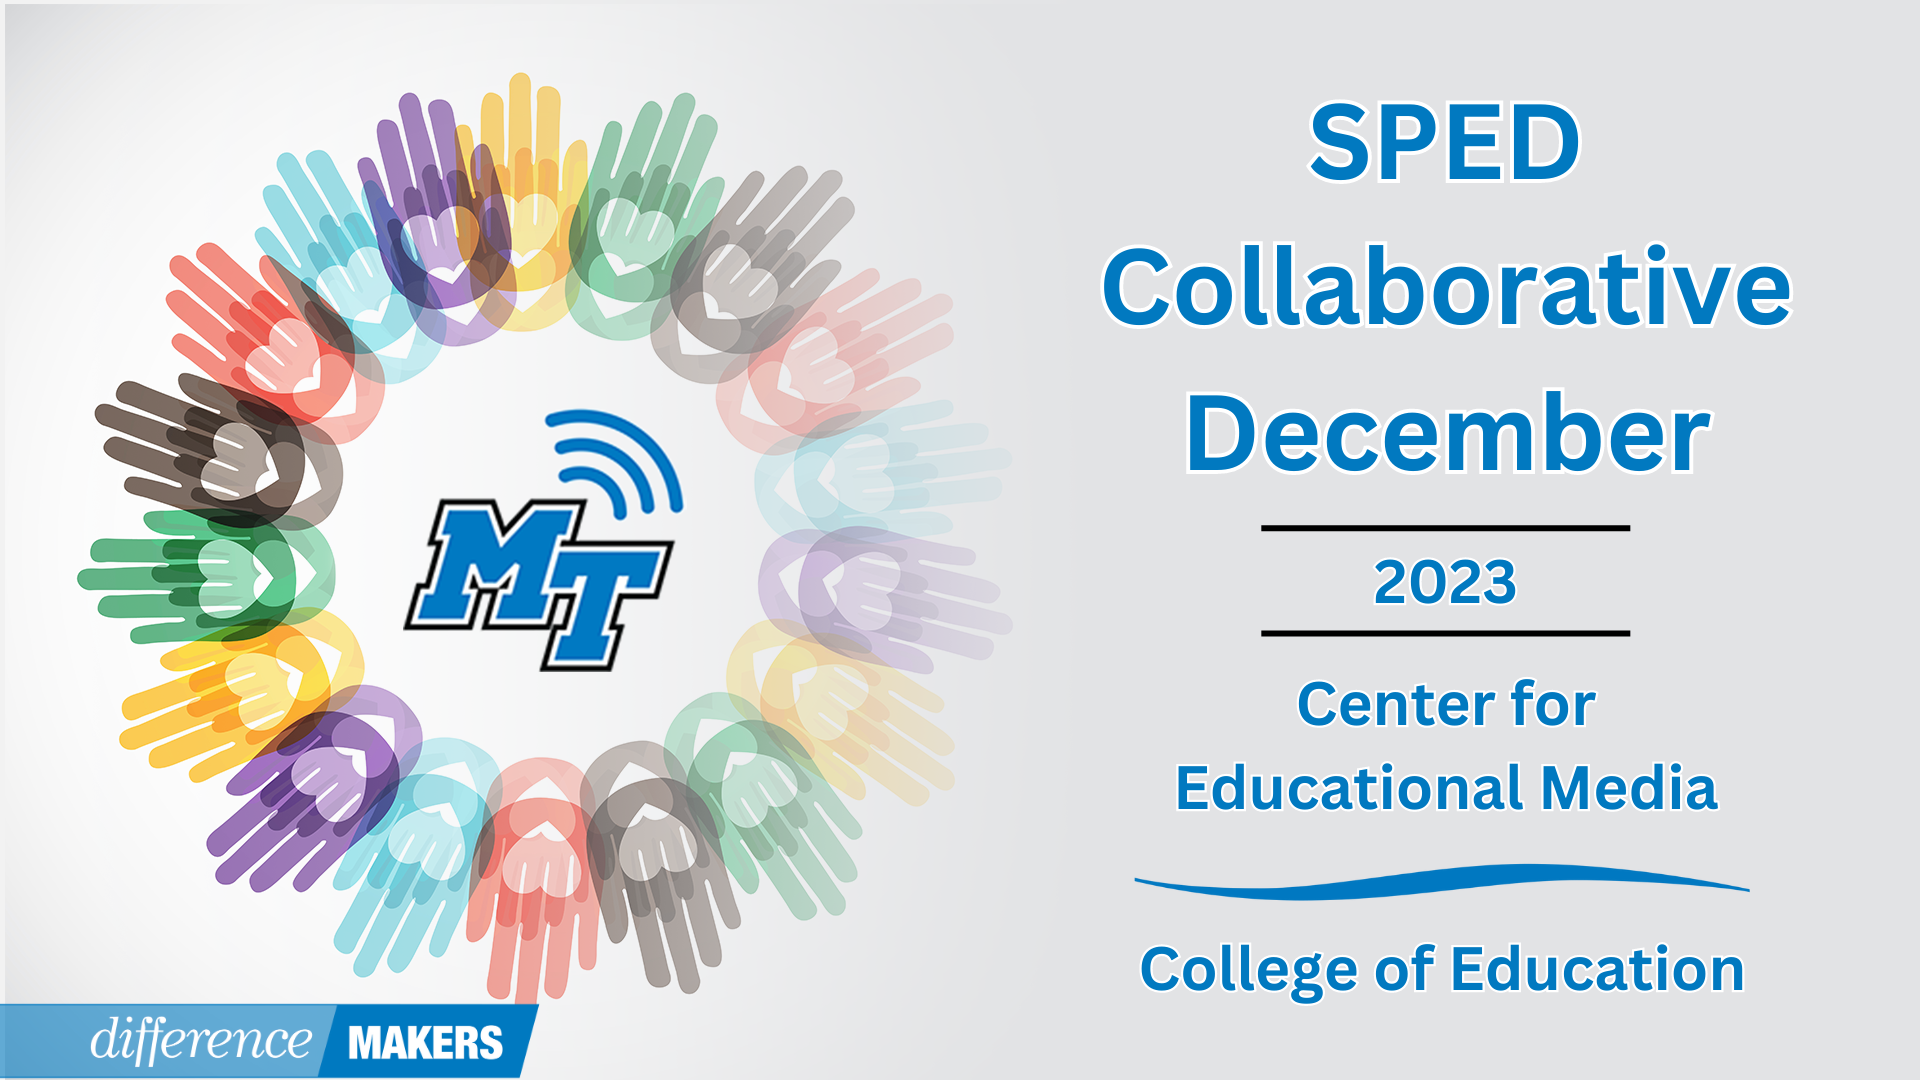 SPED
Collaborative
December
2023
Center for
Educational Media
College of Education
MT
difference MAKERS